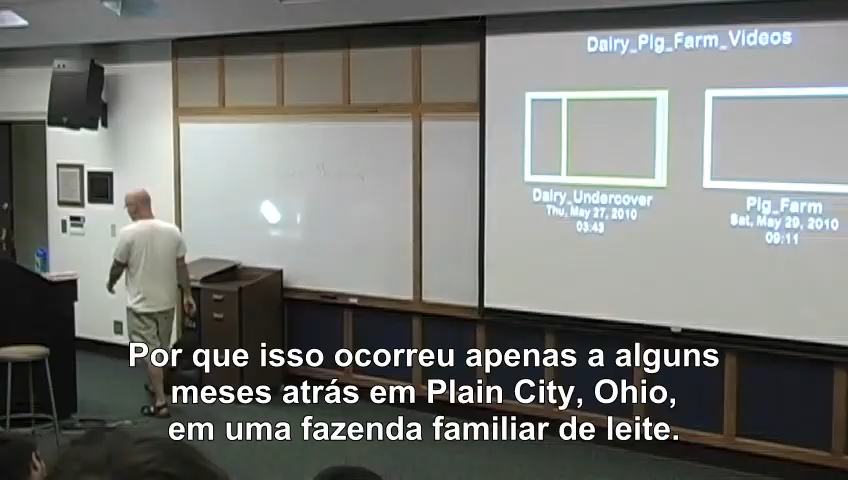 Dairy_Pig_Farm_Videos
Dairy_Undercover
Thu, May 27, 2010
03:43
Pig_Farm
Sat, May 29, 2010
09:11
Por que isso ocorreu apenas a alguns
meses atrás em Plain City, Ohio,
em uma fazenda familiar de leite.